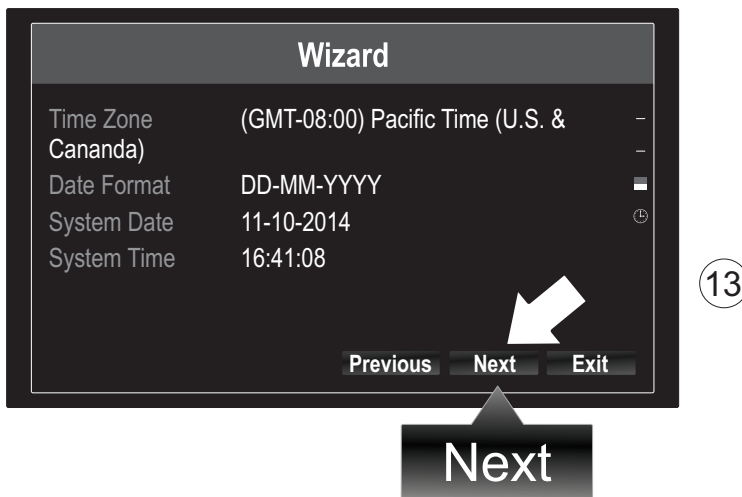 Wizard
Time Zone (GMT-08:00) Pacific Time (U.S. &
Cananda)
Date Format DD-MM-YYYY
System Date 11-10-2014
System Time 16:41:08
13
Previous Next Exit
Next